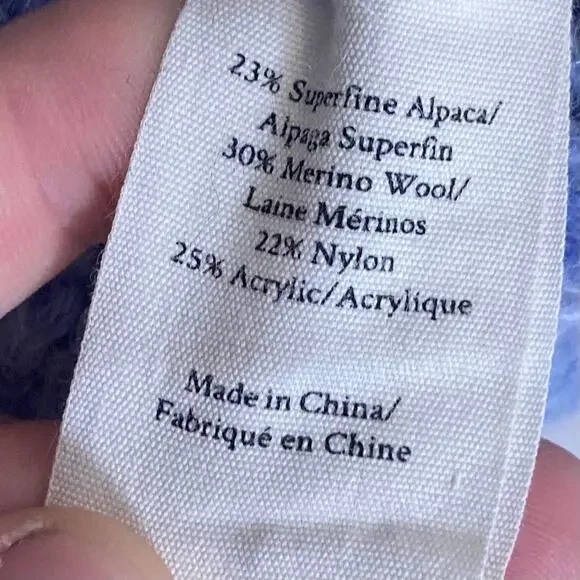 23% Superfine Alpaca/
Alpaga Superfin
30% Merino Wool/
Laine Mérinos
22% Nylon
25% Acrylic/Acrylique
Made in China/
Fabriqué en Chine